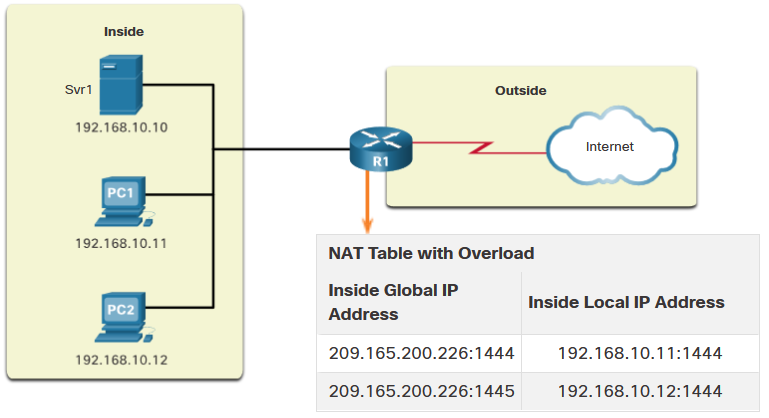 Inside
Svr1
192.168.10.10
PC1
192.168.10.11
PC2
192.168.10.12
R1
Outside
Internet
NAT Table with Overload
Inside Global IP
Address
Inside Local IP Address
209.165.200.226:1444 192.168.10.11:1444
209.165.200.226:1445 192.168.10.12:1444